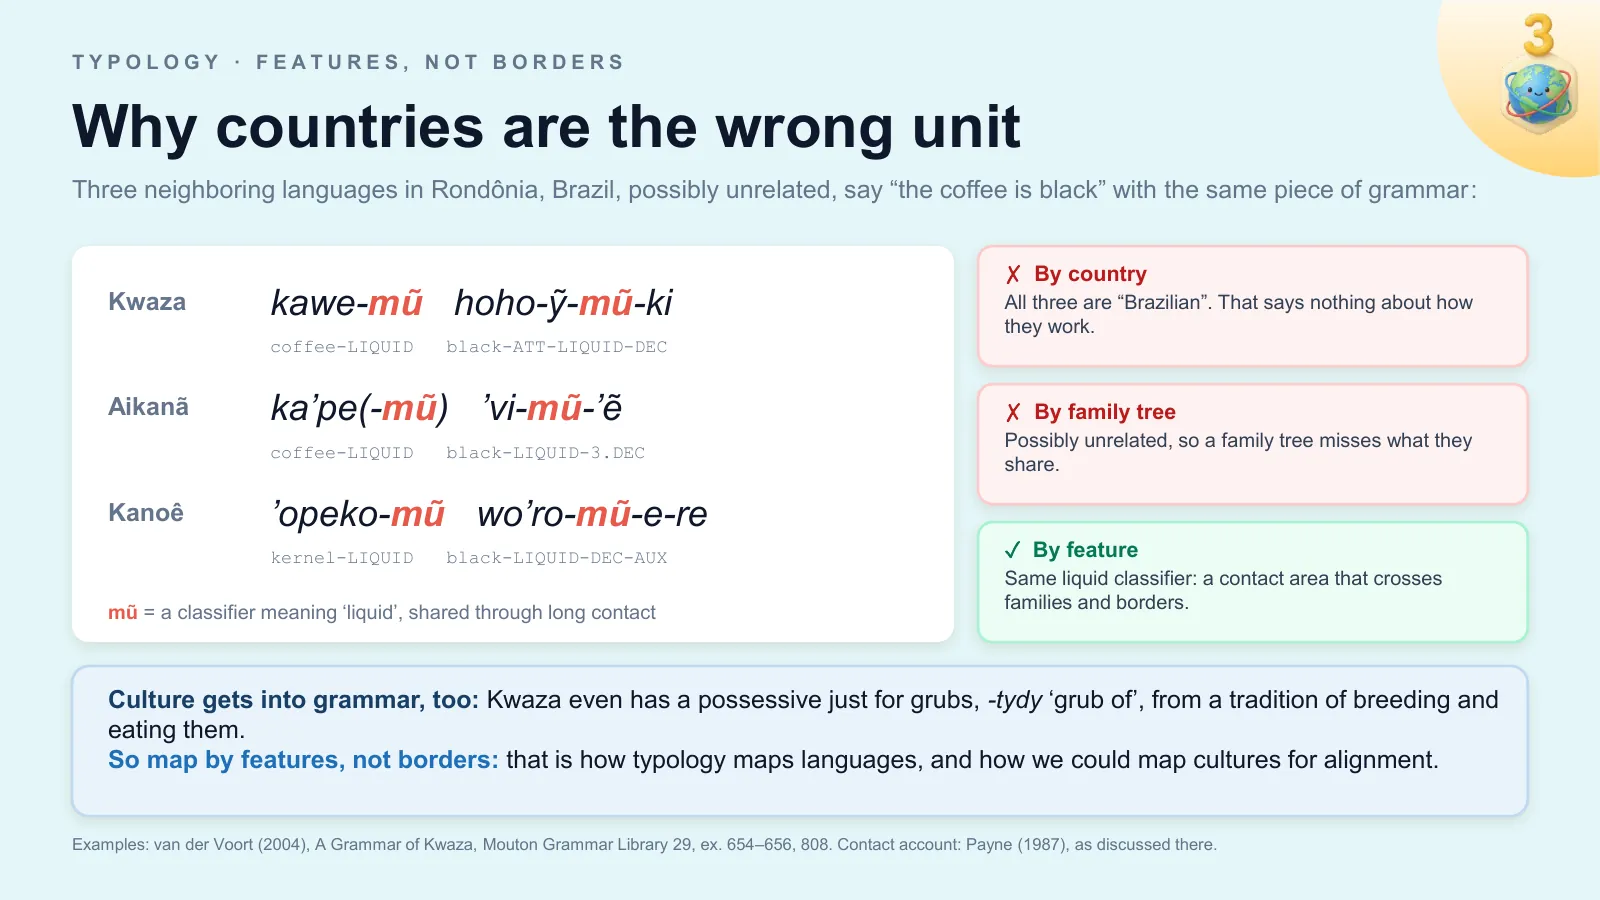 TYPOLOGY · FEATURES, NOT BORDERS
3
Why countries are the wrong unit
Three neighboring languages in Rondônia, Brazil, possibly unrelated, say “the coffee is black” with the same piece of grammar:
Kwaza
kawe-mũ hoho-ỹ-mũ-ki
coffee-LIQUID black-ATT-LIQUID-DEC
Aikanã
ka’pe(-mũ) ’vi-mũ-’ẽ
coffee-LIQUID black-LIQUID-3.DEC
Kanoê
’opeko-mũ wo’ro-mũ-e-re
kernel-LIQUID black-LIQUID-DEC-AUX
mũ = a classifier meaning ‘liquid’, shared through long contact
✗ By country
All three are “Brazilian”. That says nothing about how
they work.
✗ By family tree
Possibly unrelated, so a family tree misses what they
share.
✓ By feature
Same liquid classifier: a contact area that crosses
families and borders.
Culture gets into grammar, too: Kwaza even has a possessive just for grubs, -tydy ‘grub of’, from a tradition of breeding and
eating them.
So map by features, not borders: that is how typology maps languages, and how we could map cultures for alignment.
Examples: van der Voort (2004), A Grammar of Kwaza, Mouton Grammar Library 29, ex. 654–656, 808. Contact account: Payne (1987), as discussed there.